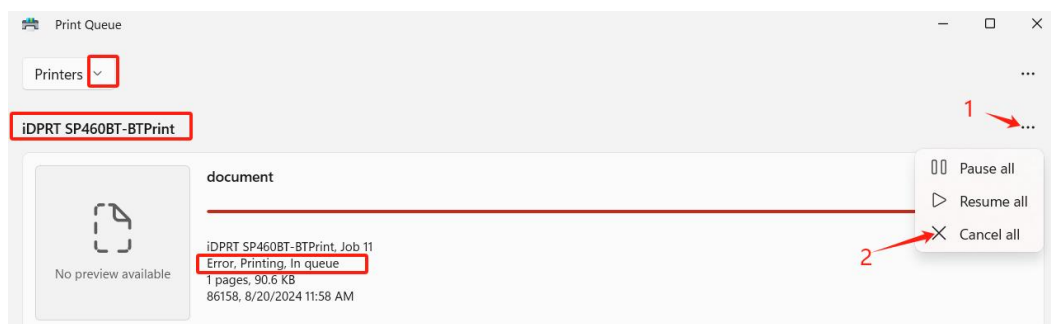 Print Queue
Printers
iDPRT SP460BT-BTPrint
1
document
Pause all
Resume all
Cancel all
2
No preview available
iDPRT SP460BT-BTPrint, Job 11
Error, Printing, In queue
1 pages, 90.6 KB
86158, 8/20/2024 11:58 AM